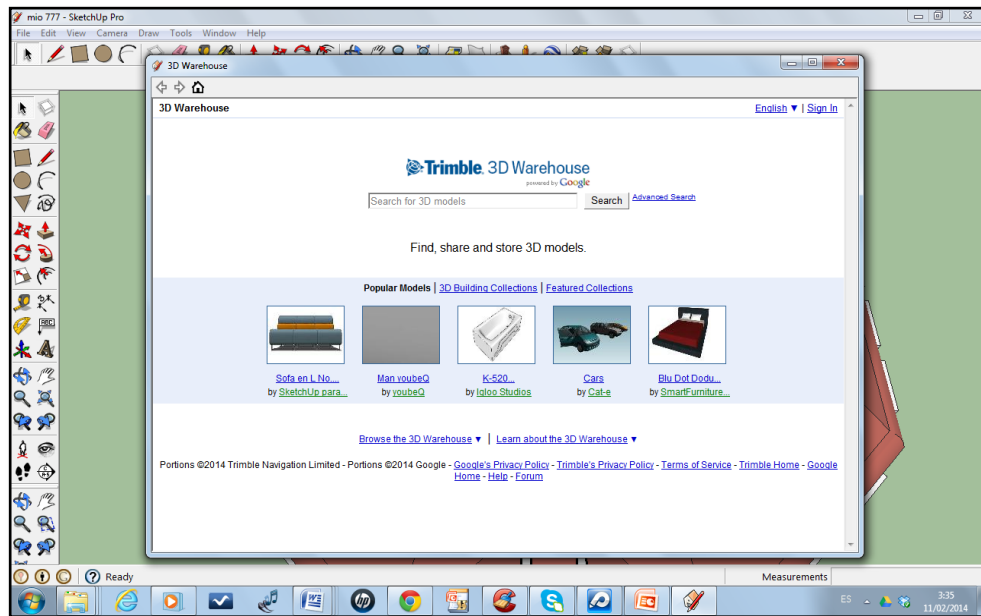 mio 777 - SketchUp Pro
File Edit View Camera Draw Tools Window Help
3D Warehouse
3D Warehouse
English ▼ | Sign In
Trimble. 3D Warehouse
powered by Google
Search for 3D models
Search
Advanced Search
Find, share and store 3D models.
Popular Models | 3D Building Collections | Featured Collections
Sofa en L No... Man youbeQ K-520... Cars Blu Dot Dodu...
by SketchUp para... by youbeQ by Igloo Studios by Cat-e by SmartFurniture...
Browse the 3D Warehouse ▼ | Learn about the 3D Warehouse ▼
Portions ©2014 Trimble Navigation Limited - Portions ©2014 Google - Google's Privacy Policy - Trimble's Privacy Policy - Terms of Service - Trimble Home - Google
Home - Help - Forum
ABC
Ready
Measurements
ES
3:35
11/02/2014